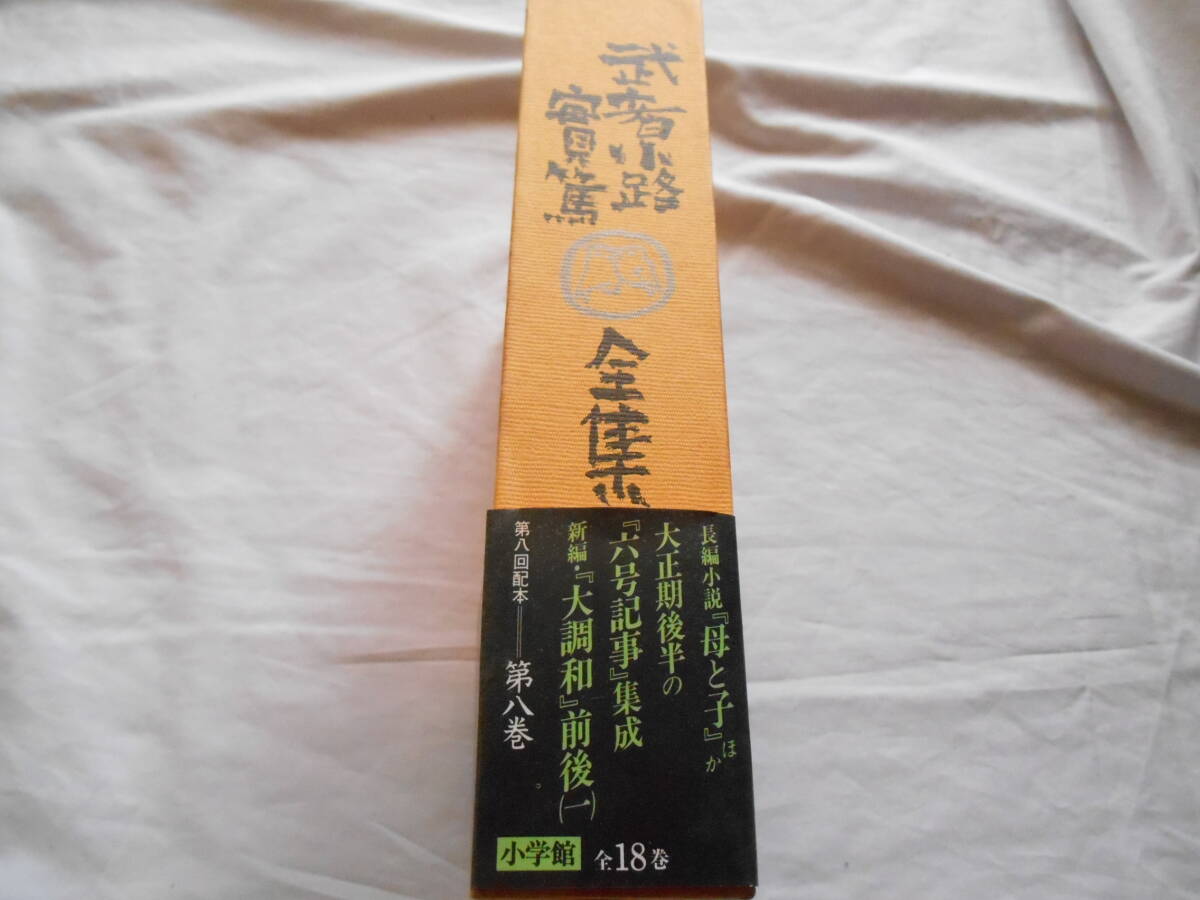 武者小路
實篤
全集
長編小説『母と子』ほか
大正期後半の
『六号記事』集成
新編・『大調和』前後(一)
第八回配本──第八巻
小学館 全18巻